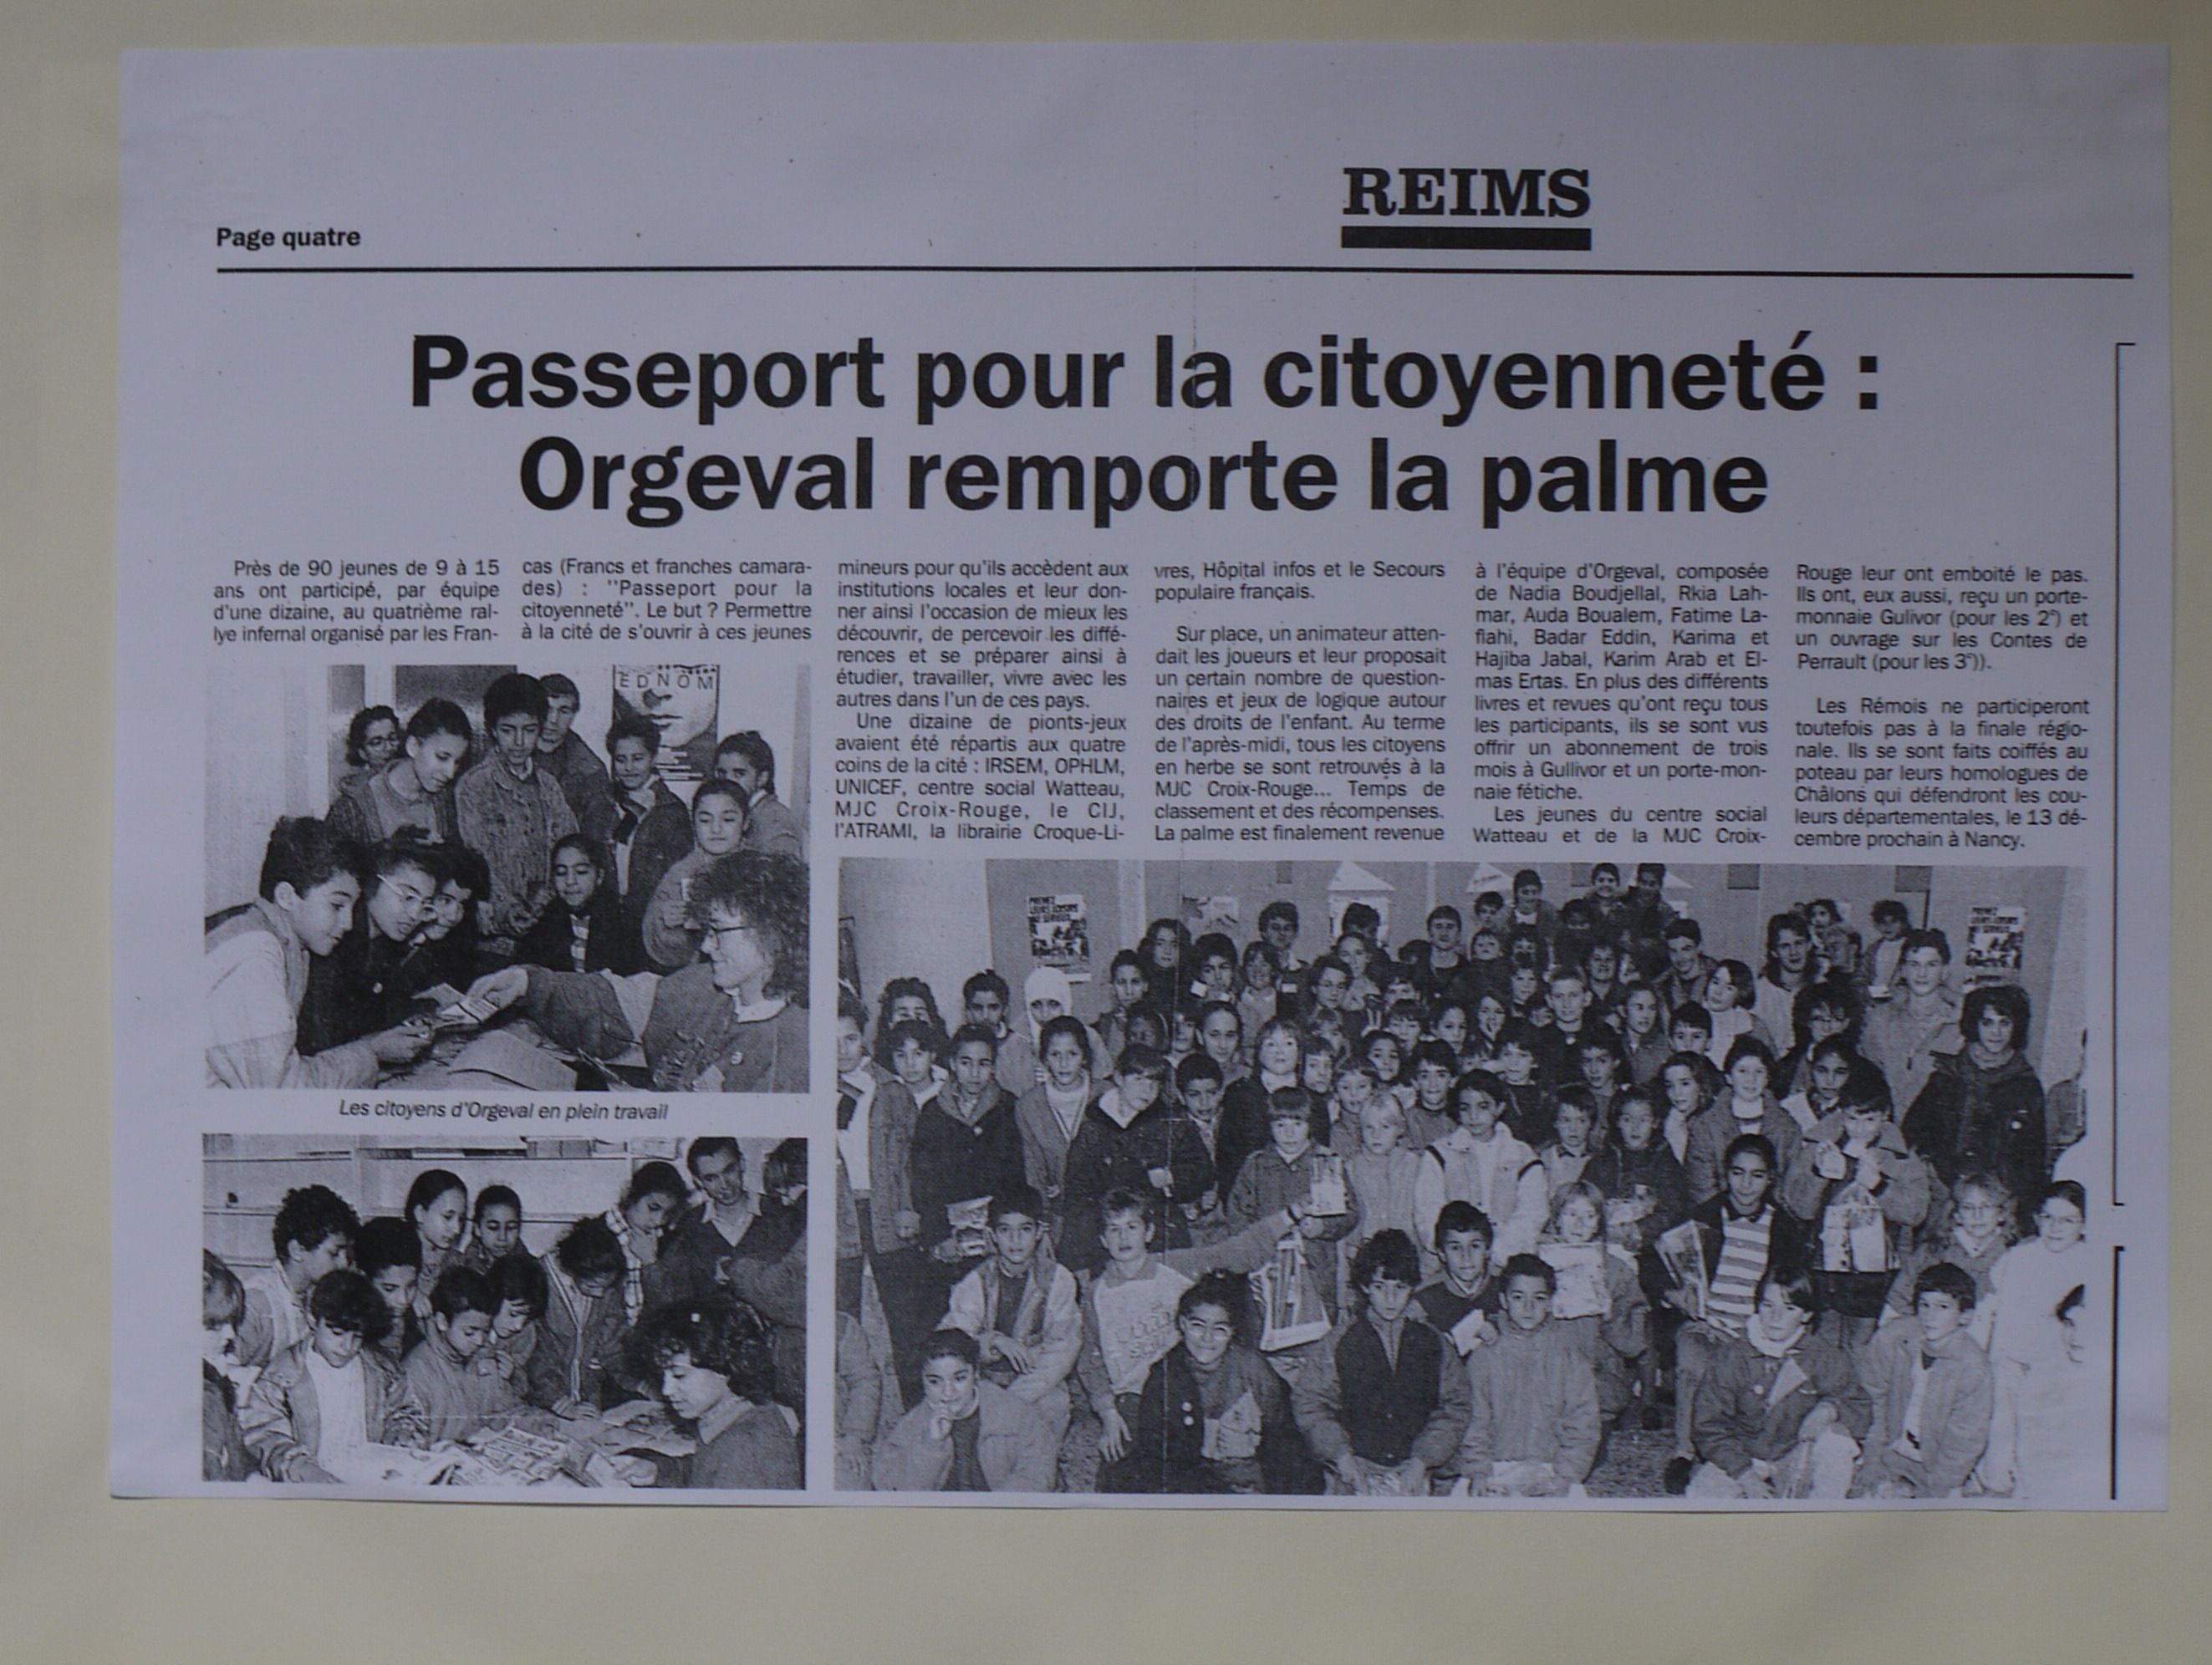 REIMS
Page quatre
Passeport pour la citoyenneté :
Orgeval remporte la palme
Près de 90 jeunes de 9 à 15
ans ont participé, par équipe
d'une dizaine, au quatrième ral-
lye infernal organisé par les Fran-
cas (Francs et franches camara-
des) : "Passeport pour la
citoyenneté". Le but ? Permettre
à la cité de s'ouvrir à ces jeunes
mineurs pour qu'ils accèdent aux
institutions locales et leur don-
ner ainsi l'occasion de mieux les
découvrir, de percevoir les diffé-
rences et se préparer ainsi à
étudier, travailler, vivre avec les
autres dans l'un de ces pays.
Une dizaine de pionts-jeux
avaient été répartis aux quatre
coins de la cité : IRSEM, OPHLM,
UNICEF, centre social Watteau,
MJC Croix-Rouge, le CIJ,
l'ATRAMI, la librairie Croque-Li-
vres, Hôpital infos et le Secours
populaire français.
Sur place, un animateur atten-
dait les joueurs et leur proposait
un certain nombre de question-
naires et jeux de logique autour
des droits de l'enfant. Au terme
de l'après-midi, tous les citoyens
en herbe se sont retrouvés à la
MJC Croix-Rouge... Temps de
classement et des récompenses.
La palme est finalement revenue
à l'équipe d'Orgeval, composée
de Nadia Boudjellal, Rkia Lah-
mar, Auda Boualem, Fatime La-
flahi, Badar Eddin, Karima et
Hajiba Jabal, Karim Arab et El-
mas Ertas. En plus des différents
livres et revues qu'ont reçu tous
les participants, ils se sont vus
offrir un abonnement de trois
mois à Gullivor et un porte-mon-
naie fétiche.
Les jeunes du centre social
Watteau et de la MJC Croix-
Rouge leur ont emboité le pas.
Ils ont, eux aussi, reçu un porte-
monnaie Gulivor (pour les 2°) et
un ouvrage sur les Contes de
Perrault (pour les 3°)).
Les Rémois ne participeront
toutefois pas à la finale régio-
nale. Ils se sont faits coiffés au
poteau par leurs homologues de
Châlons qui défendront les cou-
leurs départementales, le 13 dé-
cembre prochain à Nancy.
EDNOM
Les citoyens d'Orgeval en plein travail
PRENEZ
LEURS LOISIRS
AU SERIEUX